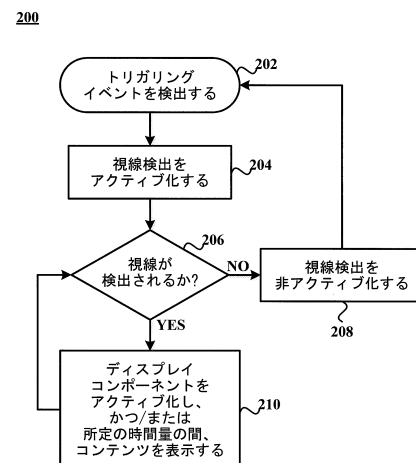 200
トリガリング
イベントを検出する
202
視線検出を
アクティブ化する
204
視線が
検出されるか?
206
NO
YES
視線検出を
非アクティブ化する
208
ディスプレイ
コンポーネントを
アクティブ化し、
かつ/または
所定の時間量の間、
コンテンツを表示する
210